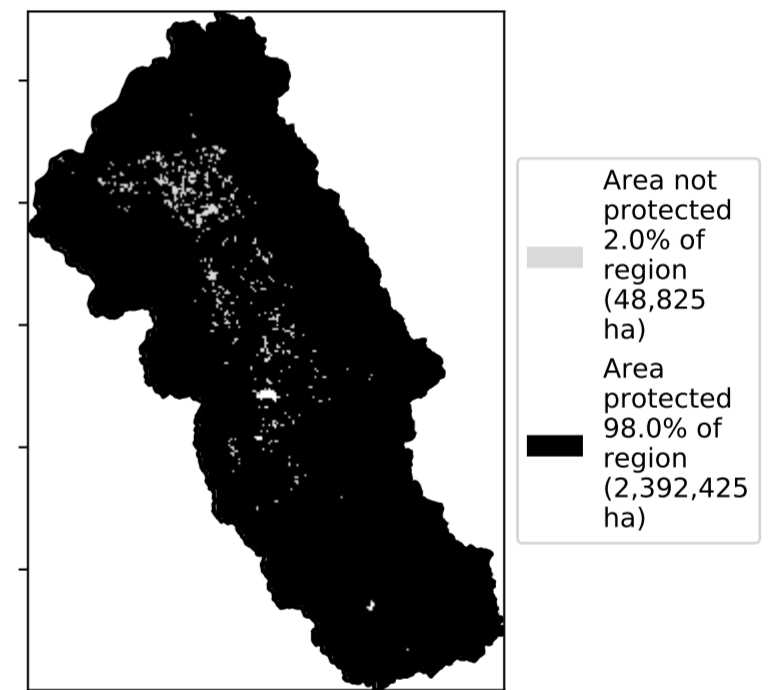 Area not
protected
2.0% of
region
(48,825
ha)
Area
protected
98.0% of
region
(2,392,425
ha)